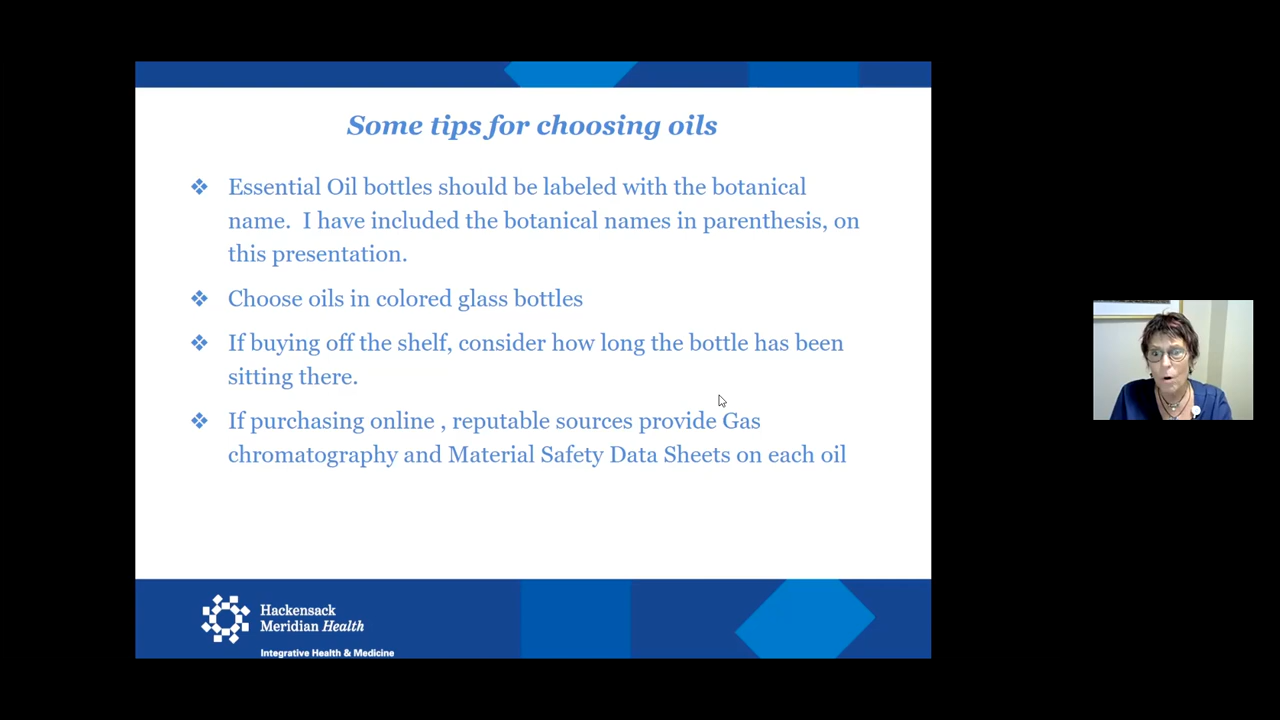 Some tips for choosing oils
❖ Essential Oil bottles should be labeled with the botanical
name.  I have included the botanical names in parenthesis, on
this presentation.
❖ Choose oils in colored glass bottles
❖ If buying off the shelf, consider how long the bottle has been
sitting there.
❖ If purchasing online , reputable sources provide Gas
chromatography and Material Safety Data Sheets on each oil
Hackensack
Meridian Health
Integrative Health & Medicine